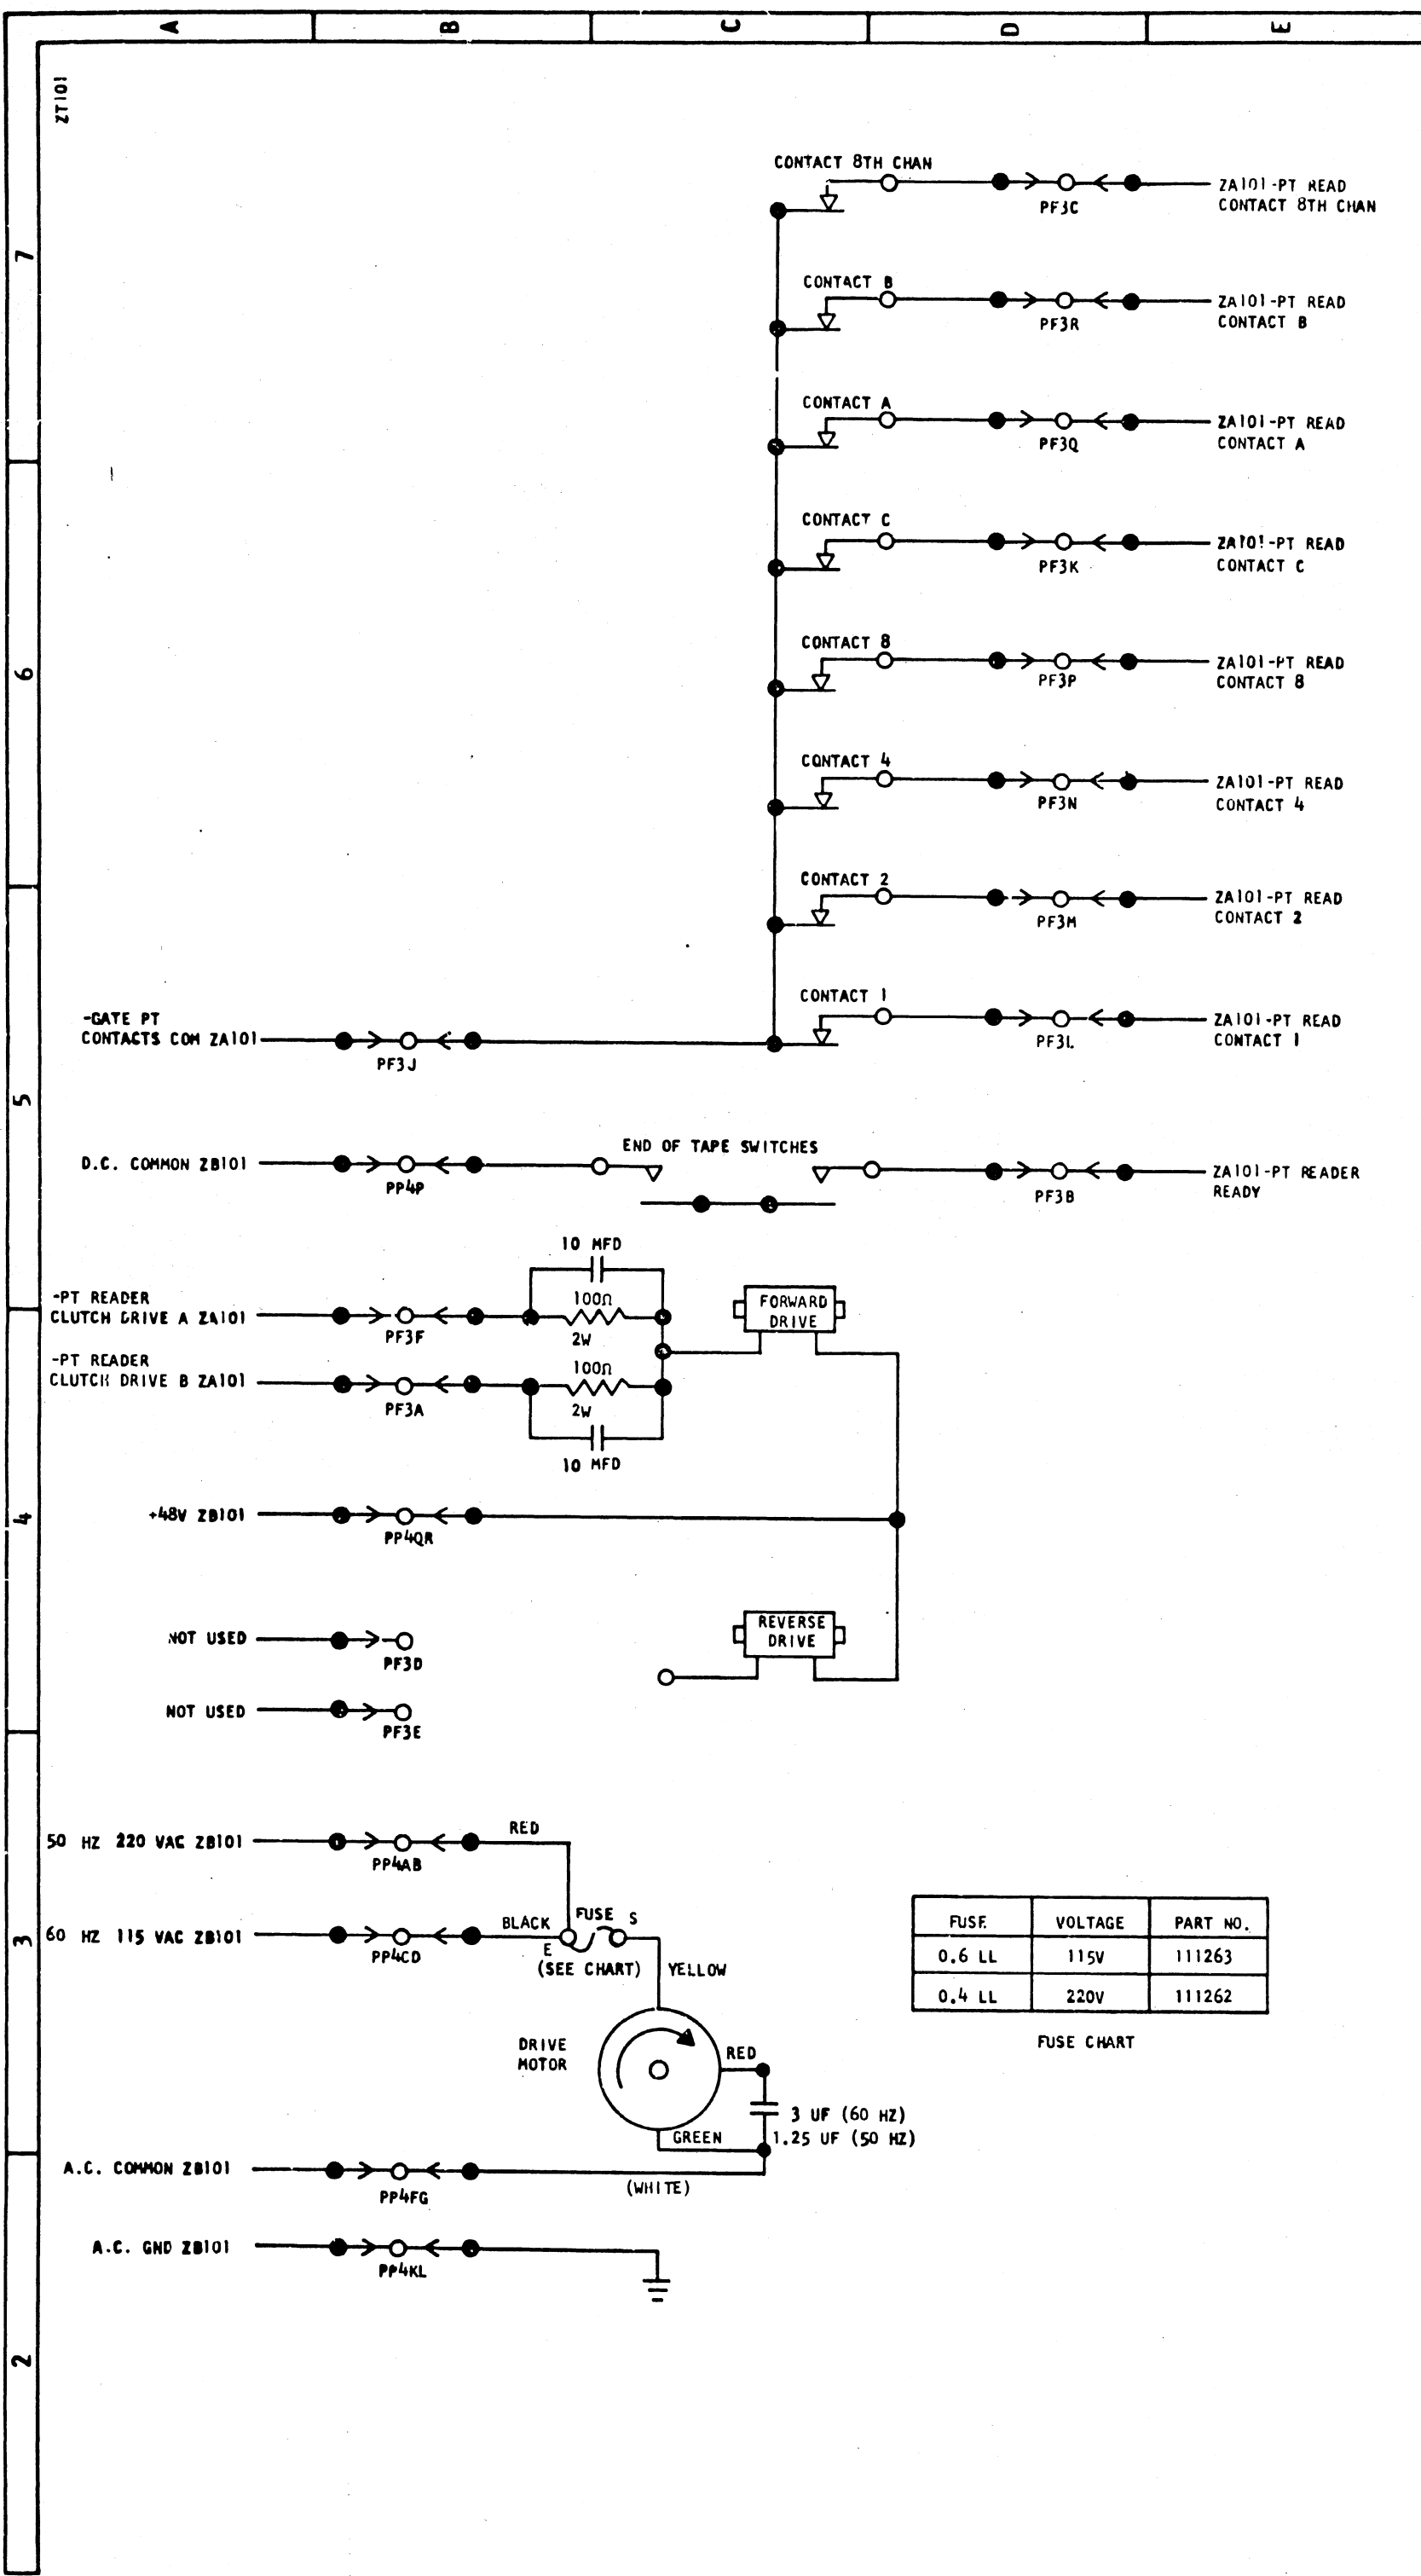 A
B
C
D
E
ZT101
7
6
5
4
3
2
CONTACT 8TH CHAN
PF3C
ZA101-PT READ
CONTACT 8TH CHAN
CONTACT B
PF3R
ZA101-PT READ
CONTACT B
CONTACT A
PF3Q
ZA101-PT READ
CONTACT A
CONTACT C
PF3K
ZA101-PT READ
CONTACT C
CONTACT 8
PF3P
ZA101-PT READ
CONTACT 8
CONTACT 4
PF3N
ZA101-PT READ
CONTACT 4
CONTACT 2
PF3M
ZA101-PT READ
CONTACT 2
CONTACT 1
PF3L
ZA101-PT READ
CONTACT 1
-GATE PT
CONTACTS COM ZA101
PF3J
D.C. COMMON ZB101
PP4P
END OF TAPE SWITCHES
PF3B
ZA101-PT READER
READY
-PT READER
CLUTCH DRIVE A ZA101
PF3F
10 MFD
100Ω
2W
FORWARD
DRIVE
-PT READER
CLUTCH DRIVE B ZA101
PF3A
100Ω
2W
10 MFD
+48V ZB101
PP4QR
NOT USED
PF3D
REVERSE
DRIVE
NOT USED
PF3E
50 HZ 220 VAC ZB101
PP4AB
RED
60 HZ 115 VAC ZB101
PP4CD
BLACK
FUSE
S
E
(SEE CHART)
YELLOW
DRIVE
MOTOR
RED
GREEN
3 UF (60 HZ)
1.25 UF (50 HZ)
FUSE VOLTAGE PART NO.
0.6 LL 115V 111263
0.4 LL 220V 111262
FUSE CHART
A.C. COMMON ZB101
PP4FG
(WHITE)
A.C. GND ZB101
PP4KL